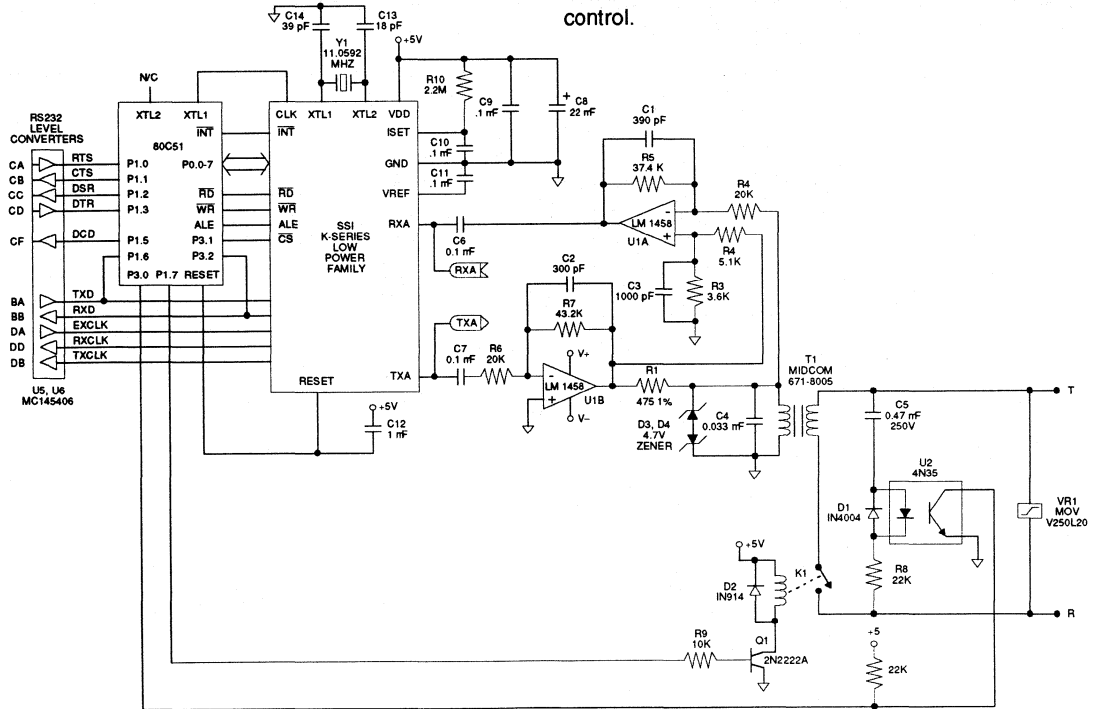 control.
C14
39 pF
C13
18 pF
Y1
11.0592
MHZ
+5V
N/C
R10
2.2M
C9
.1 mF
C8
22 mF
+
RS232
LEVEL
CONVERTERS
XTL2
XTL1
INT
80C51
P1.0
P0.0-7
P1.1
P1.2
RD
P1.3
WR
ALE
P1.5
P3.1
P1.6
P3.2
P3.0
P1.7
RESET
CLK
XTL1
XTL2
VDD
INT
ISET
GND
VREF
RD
WR
ALE
CS
RXA
SSI
K-SERIES
LOW
POWER
FAMILY
TXA
RESET
C10
.1 mF
C11
.1 mF
CA
RTS
CB
CTS
CC
DSR
CD
DTR
CF
DCD
BA
TXD
BB
RXD
DA
EXCLK
DD
RXCLK
DB
TXCLK
U5, U6
MC145406
C6
0.1 mF
RXA
TXA
C1
390 pF
R5
37.4 K
-
LM 1458
+
U1A
R4
20K
R4
5.1K
C3
1000 pF
R3
3.6K
C2
300 pF
R7
43.2K
C7
0.1 mF
R6
20K
V+
-
LM 1458
+
U1B
V-
R1
475 1%
D3, D4
4.7V
ZENER
C4
0.033 mF
T1
MIDCOM
671-8005
+5V
C12
1 mF
T
C5
0.47 mF
250V
U2
4N35
D1
IN4004
VR1
MOV
V250L20
R8
22K
R
+5V
D2
IN914
K1
R9
10K
Q1
2N2222A
+5
22K